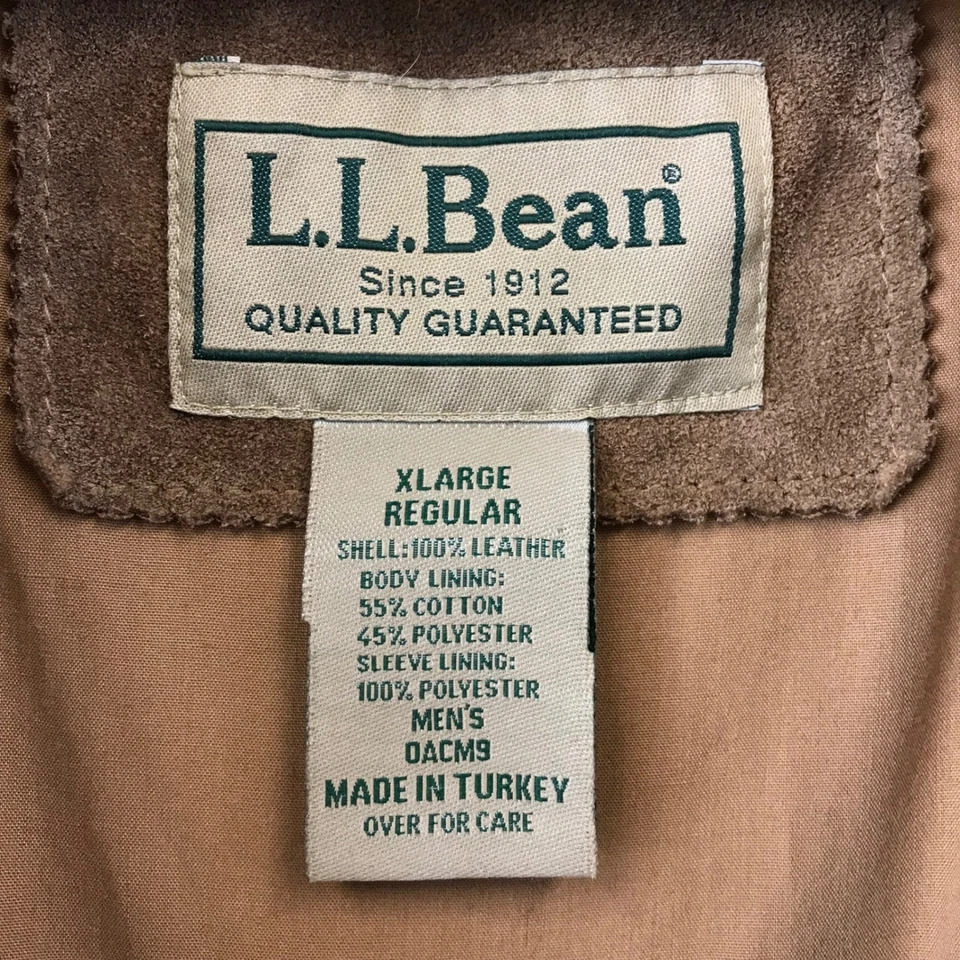 L.L.Bean®
Since 1912
QUALITY GUARANTEED
XLARGE
REGULAR
SHELL:100% LEATHER
BODY LINING:
55% COTTON
45% POLYESTER
SLEEVE LINING:
100% POLYESTER
MEN'S
0ACM9
MADE IN TURKEY
OVER FOR CARE